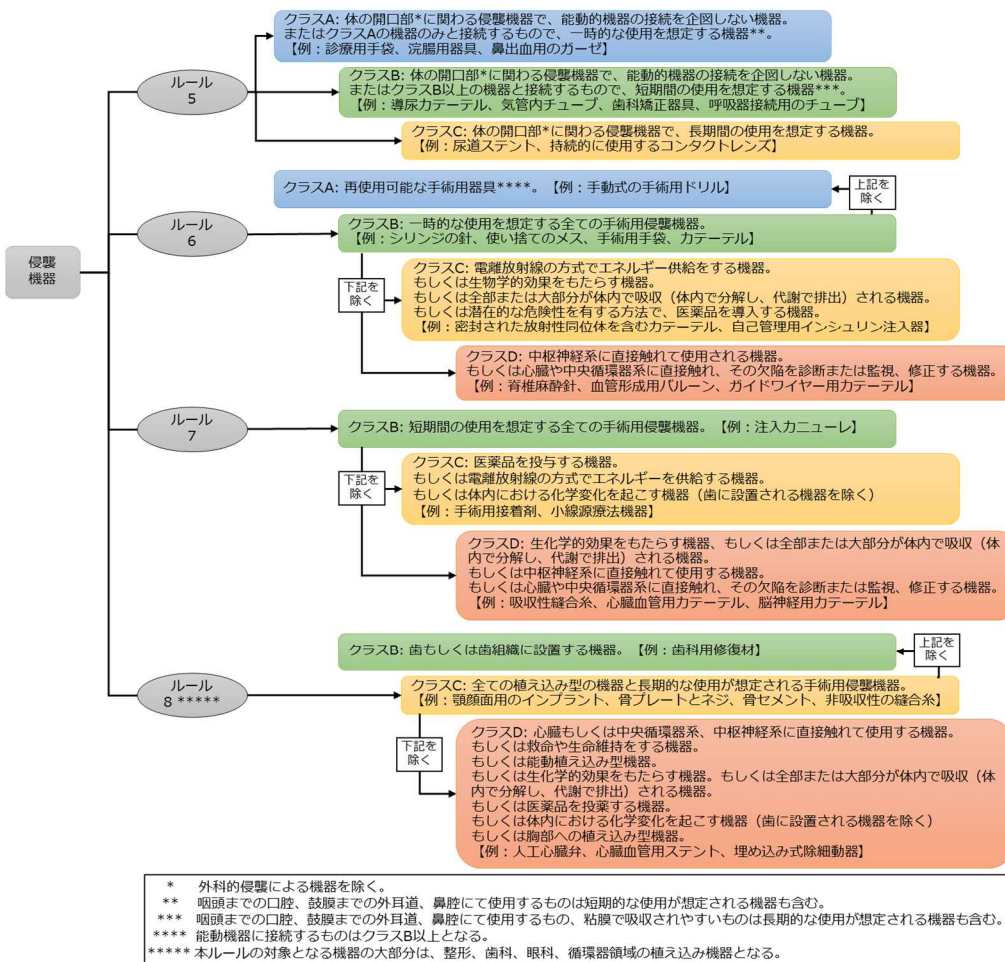 クラスA: 体の開口部*に関わる侵襲機器で、能動的機器の接続を企図しない機器。
またはクラスAの機器のみと接続するもので、一時的な使用を想定する機器**。
【例：診療用手袋、浣腸用器具、鼻出血用のガーゼ】
ルール
5
クラスB: 体の開口部*に関わる侵襲機器で、能動的機器の接続を企図しない機器。
またはクラスB以上の機器と接続するもので、短期間の使用を想定する機器***。
【例：導尿カテーテル、気管内チューブ、歯科矯正器具、呼吸器接続用のチューブ】
クラスC: 体の開口部*に関わる侵襲機器で、長期間の使用を想定する機器。
【例：尿道ステント、持続的に使用するコンタクトレンズ】
クラスA: 再使用可能な手術用器具****。【例：手動式の手術用ドリル】
上記を
除く
侵襲
機器
ルール
6
クラスB: 一時的な使用を想定する全ての手術用侵襲機器。
【例：シリンジの針、使い捨てのメス、手術用手袋、カテーテル】
下記を
除く
クラスC: 電離放射線の方式でエネルギー供給をする機器。
もしくは生物学的効果をもたらす機器。
もしくは全部または大部分が体内で吸収（体内で分解し、代謝で排出）される機器。
もしくは潜在的な危険性を有する方法で、医薬品を導入する機器。
【例：密封された放射性同位体を含むカテーテル、自己管理用インシュリン注入器】
クラスD: 中枢神経系に直接触れて使用される機器。
もしくは心臓や中央循環器系に直接触れ、その欠陥を診断または監視、修正する機器。
【例：脊椎麻酔針、血管形成用バルーン、ガイドワイヤー用カテーテル】
ルール
7
クラスB: 短期間の使用を想定する全ての手術用侵襲機器。【例：注入カニューレ】
下記を
除く
クラスC: 医薬品を投与する機器。
もしくは電離放射線の方式でエネルギーを供給する機器。
もしくは体内における化学変化を起こす機器（歯に設置される機器を除く）
【例：手術用接着剤、小線源療法機器】
クラスD: 生化学的効果をもたらす機器、もしくは全部または大部分が体内で吸収（体
内で分解し、代謝で排出）される機器。
もしくは中枢神経系に直接触れて使用する機器。
もしくは心臓や中央循環器系に直接触れ、その欠陥を診断または監視、修正する機器。
【例：吸収性縫合糸、心臓血管用カテーテル、脳神経用カテーテル】
クラスB: 歯もしくは歯組織に設置する機器。【例：歯科用修復材】
上記を
除く
ルール
8 *****
クラスC: 全ての植え込み型の機器と長期的な使用が想定される手術用侵襲機器。
【例：顎顔面用のインプラント、骨プレートとネジ、骨セメント、非吸収性の縫合糸】
下記を
除く
クラスD: 心臓もしくは中央循環器系、中枢神経系に直接触れて使用する機器。
もしくは救命や生命維持をする機器。
もしくは能動植え込み型機器。
もしくは生化学的効果をもたらす機器。もしくは全部または大部分が体内で吸収（体
内で分解し、代謝で排出）される機器。
もしくは医薬品を投薬する機器。
もしくは体内における化学変化を起こす機器（歯に設置される機器を除く）
もしくは胸部への植え込み型機器。
【例：人工心臓弁、心臓血管用ステント、埋め込み式除細動器】
* 外科的侵襲による機器を除く。
** 咽頭までの口腔、鼓膜までの外耳道、鼻腔にて使用するものは短期的な使用が想定される機器も含む。
*** 咽頭までの口腔、鼓膜までの外耳道、鼻腔にて使用するもの、粘膜で吸収されやすいものは長期的な使用が想定される機器も含む。
**** 能動機器に接続するものはクラスB以上となる。
***** 本ルールの対象となる機器の大部分は、整形、歯科、眼科、循環器領域の植え込み機器となる。